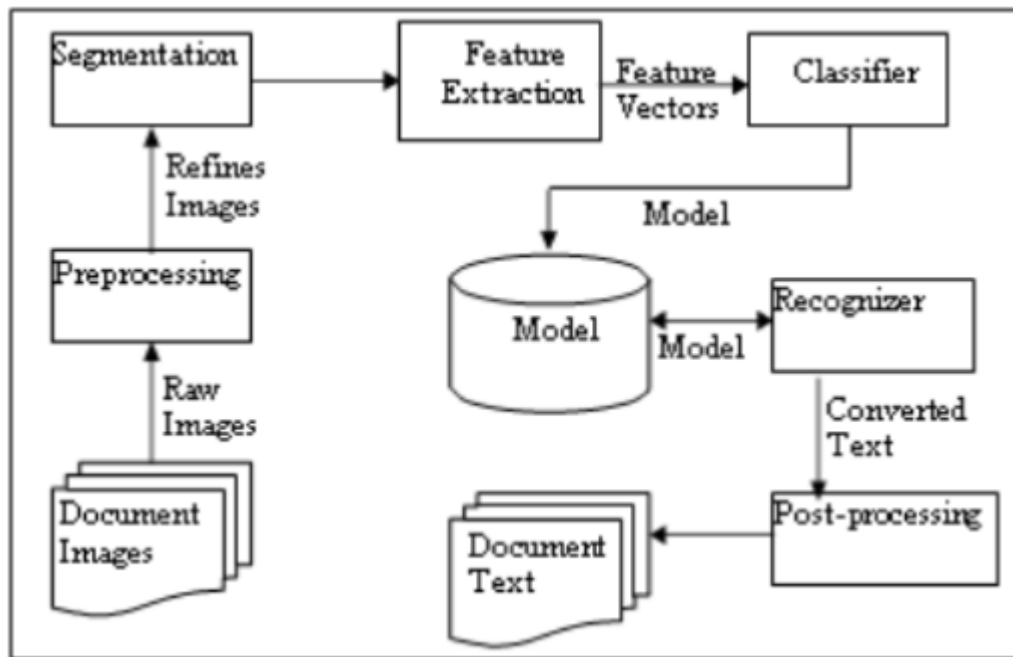 Segmentation
Feature
Extraction
Feature
Vectors
Classifier
Refines
Images
Model
Preprocessing
Model
Model
Recognizer
Raw
Images
Converted
Text
Document
Images
Document
Text
Post-processing